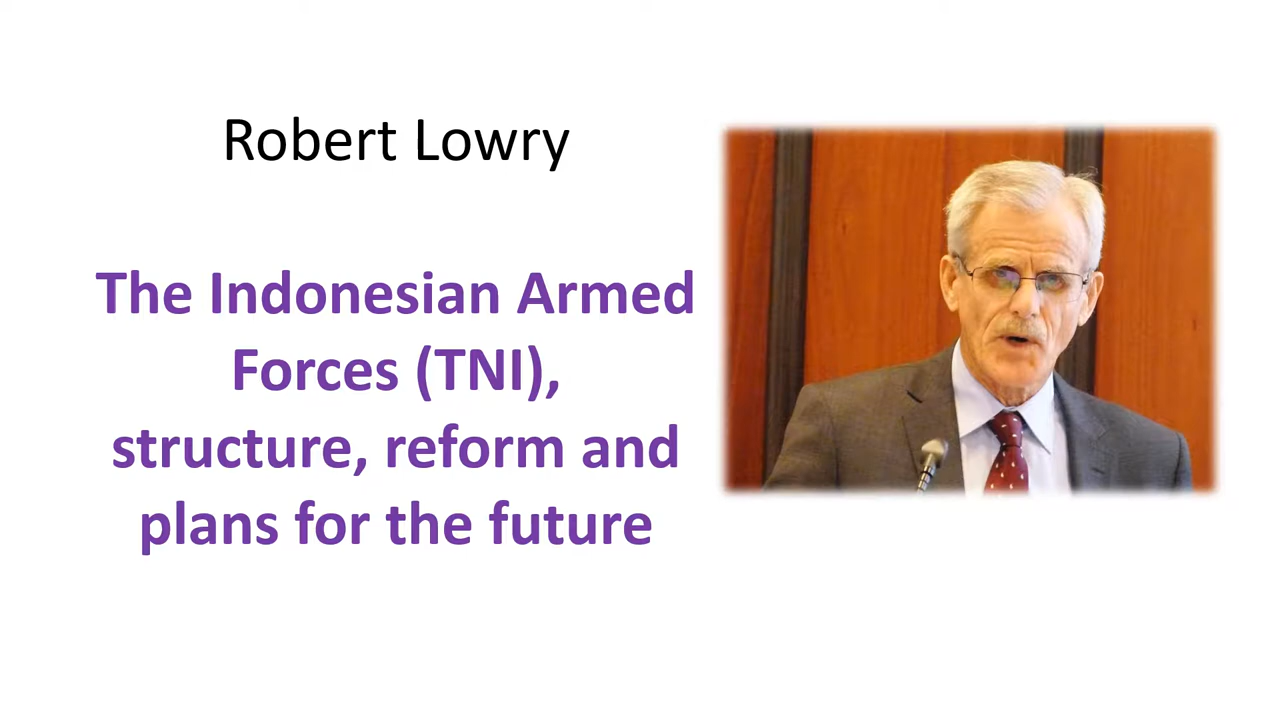 Robert Lowry
The Indonesian Armed
Forces (TNI),
structure, reform and
plans for the future